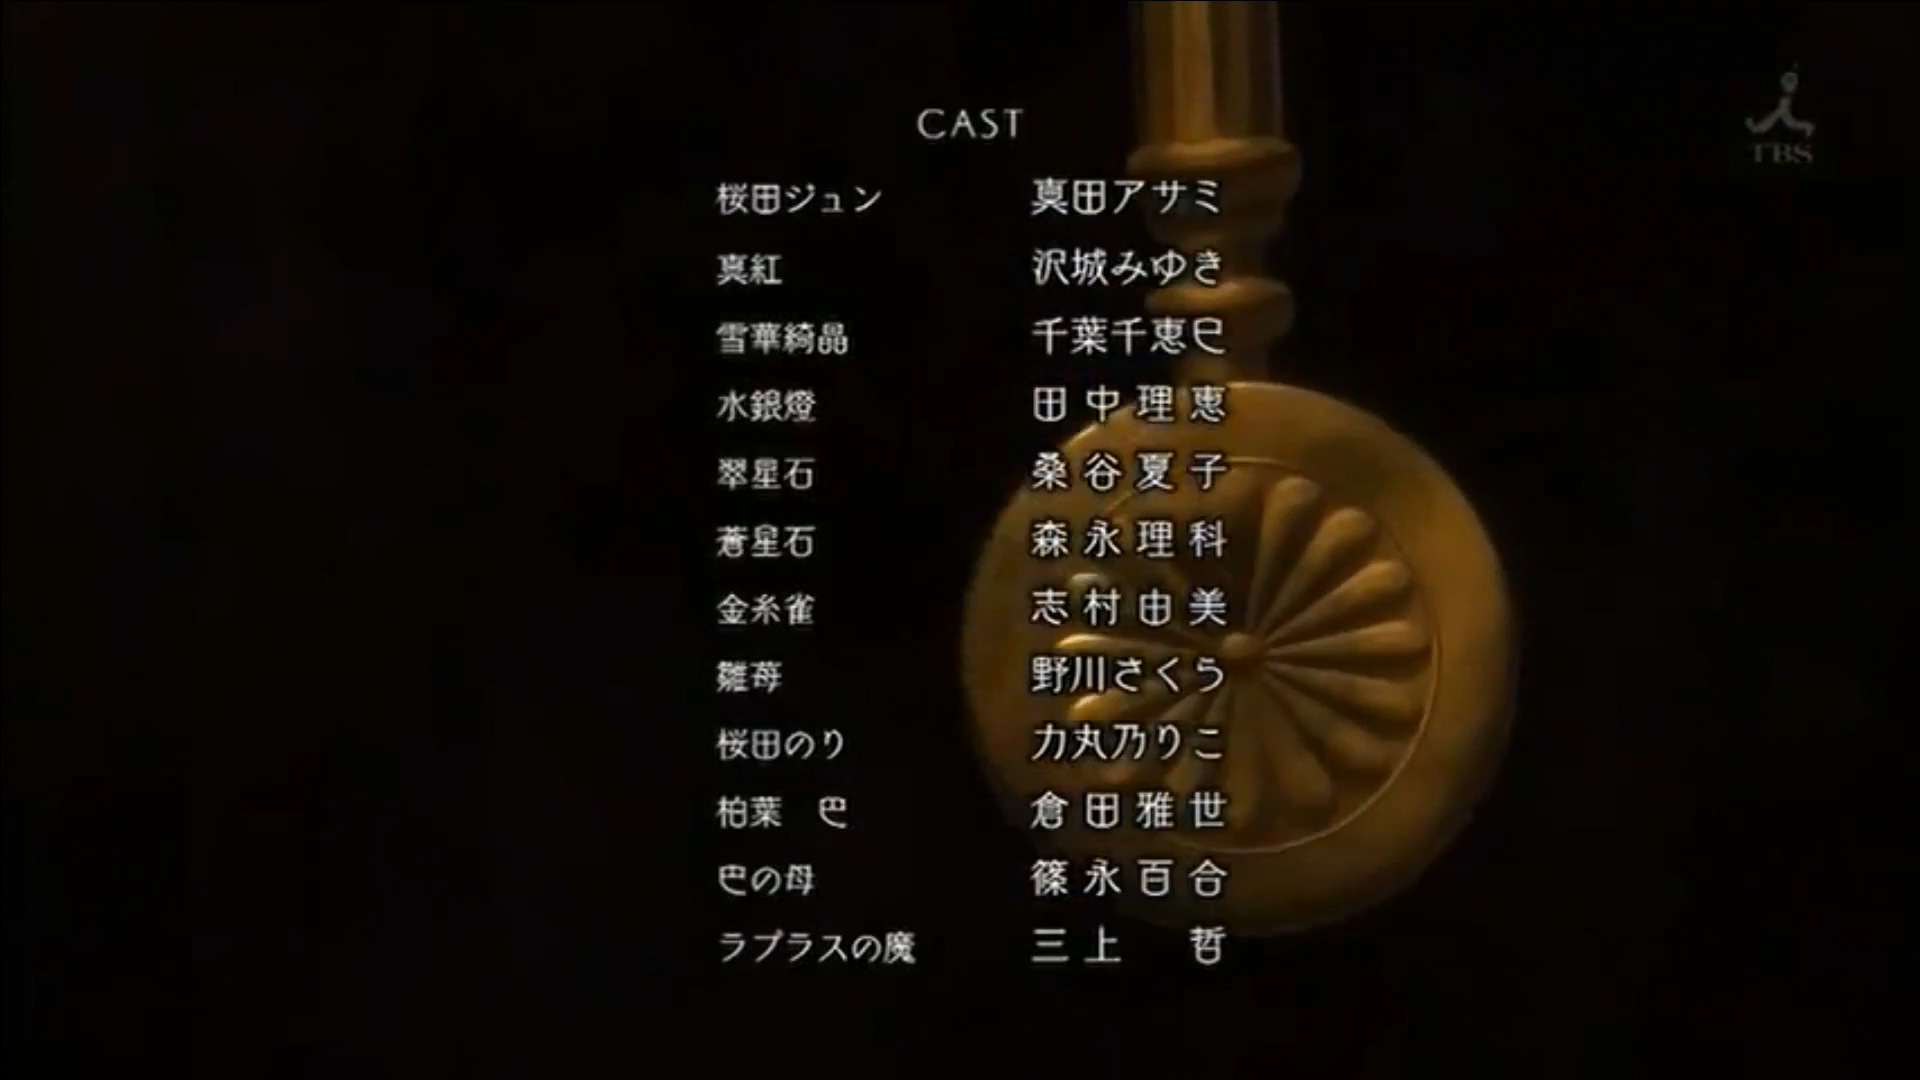 CAST
TBS
桜田ジュン 真田アサミ
真紅 沢城みゆき
雪華綺晶 千葉千恵巳
水銀燈 田中理恵
翠星石 桑谷夏子
蒼星石 森永理科
金糸雀 志村由美
雛苺 野川さくら
桜田のり 力丸乃りこ
柏葉　巴 倉田雅世
巴の母 篠永百合
ラプラスの魔 三上　哲